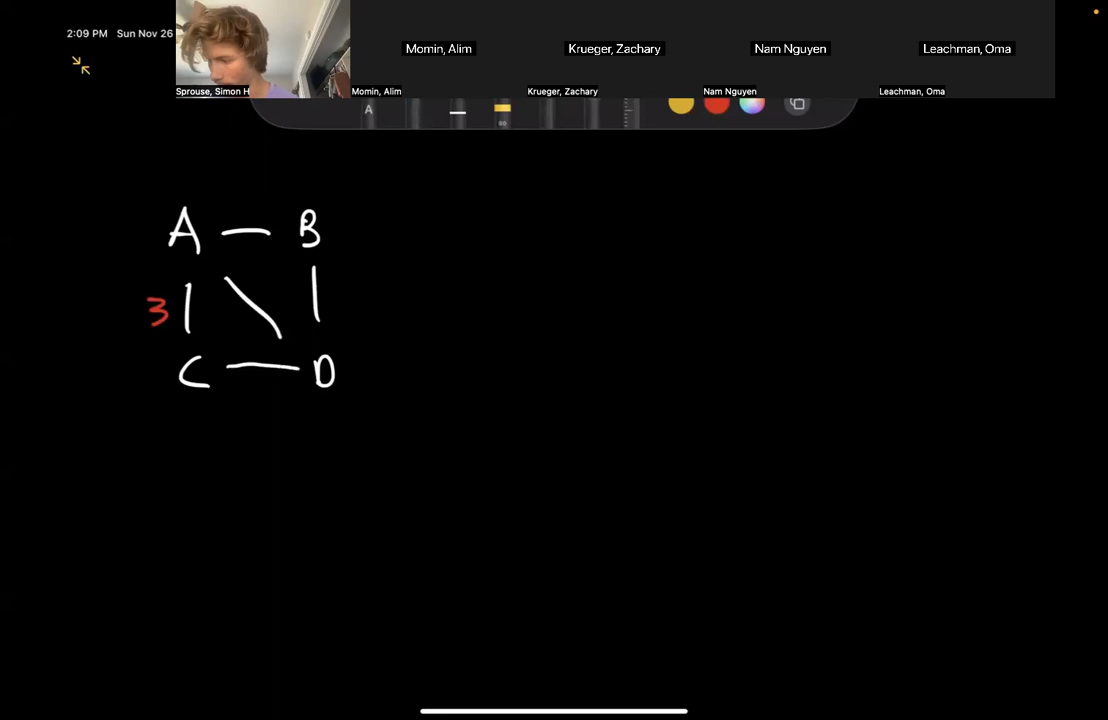 2:09 PM Sun Nov 26
Momin, Alim
Krueger, Zachary
Nam Nguyen
Leachman, Oma
Sprouse, Simon H
Momin, Alim
Krueger, Zachary
Nam Nguyen
Leachman, Oma
A
80
A B
3
C D